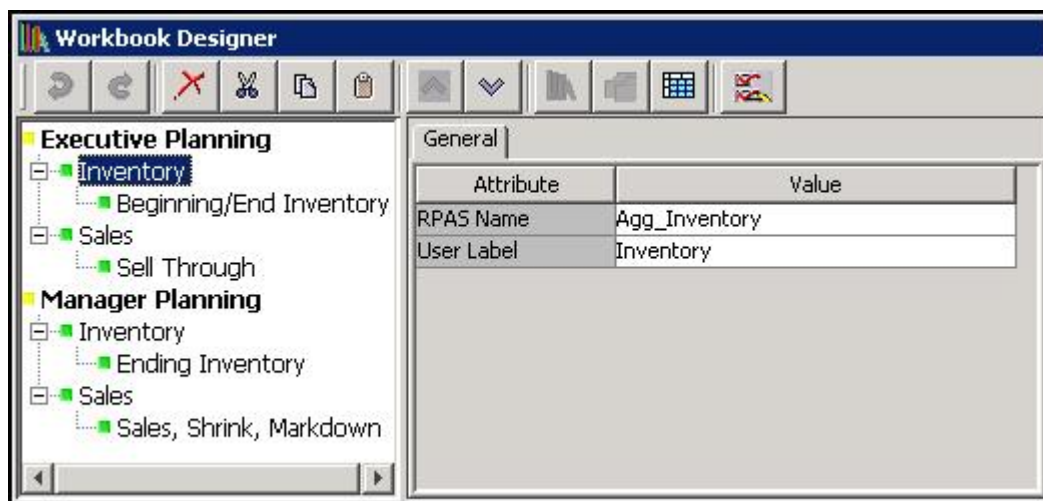 Workbook Designer
Executive Planning
Inventory
Beginning/End Inventory
Sales
Sell Through
Manager Planning
Inventory
Ending Inventory
Sales
Sales, Shrink, Markdown
General
Attribute Value
RPAS Name Agg_Inventory
User Label Inventory